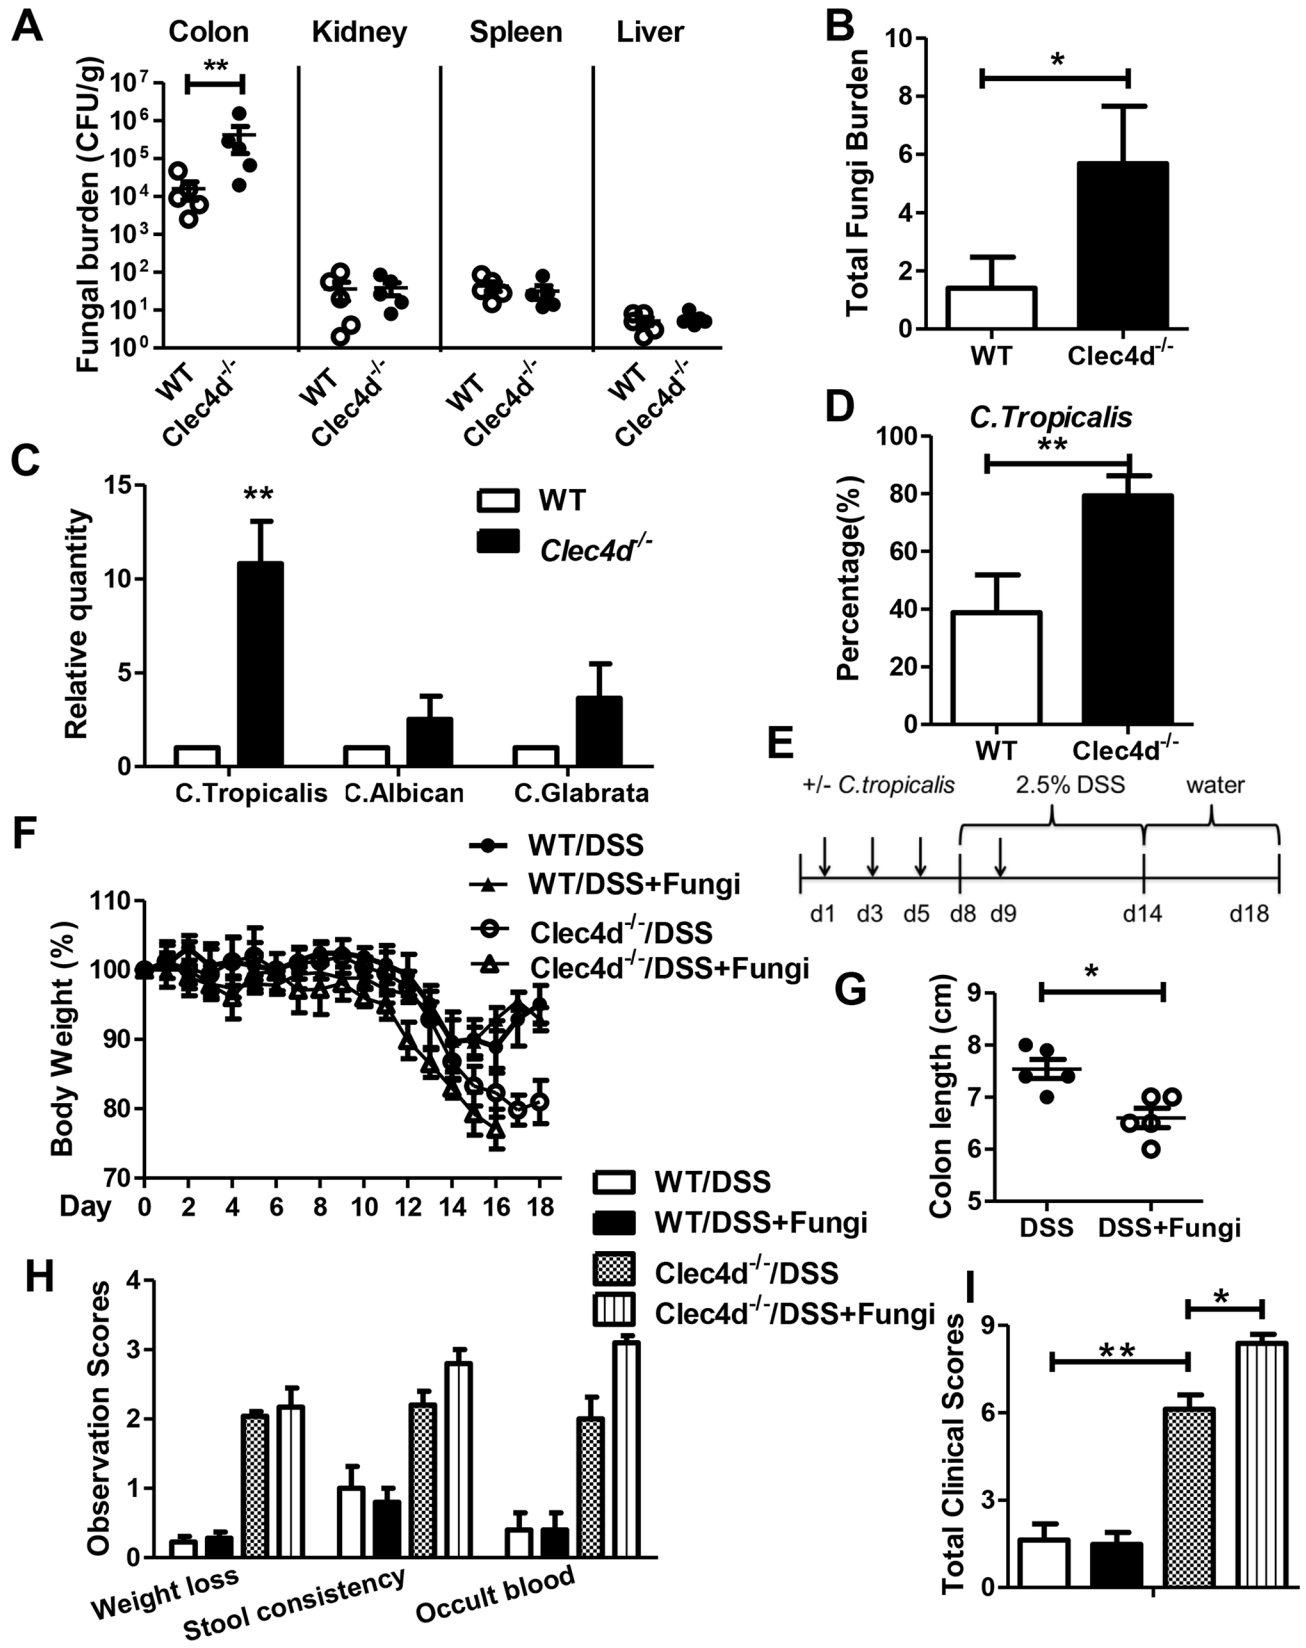 A
Colon Kidney Spleen Liver
**
Fungal burden (CFU/g)
10^7
10^6
10^5
10^4
10^3
10^2
10^1
10^0
WT Clec4d-/- WT Clec4d-/- WT Clec4d-/- WT Clec4d-/-
B
Total Fungi Burden
*
10
8
6
4
2
0
WT Clec4d-/-
C
Relative quantity
**
WT
Clec4d-/-
15
10
5
0
C.Tropicalis C.Albican C.Glabrata
D
C.Tropicalis
**
Percentage(%)
100
80
60
40
20
0
WT Clec4d-/-
E
+/- C.tropicalis 2.5% DSS water
d1 d3 d5 d8 d9 d14 d18
F
WT/DSS
WT/DSS+Fungi
Clec4d-/-/DSS
Clec4d-/-/DSS+Fungi
Body Weight (%)
110
100
90
80
70
Day 0 2 4 6 8 10 12 14 16 18
G
*
Colon length (cm)
9
8
7
6
5
DSS DSS+Fungi
WT/DSS
WT/DSS+Fungi
Clec4d-/-/DSS
Clec4d-/-/DSS+Fungi
H
Observation Scores
4
3
2
1
0
Weight loss Stool consistency Occult blood
I
*
**
Total Clinical Scores
9
6
3
0